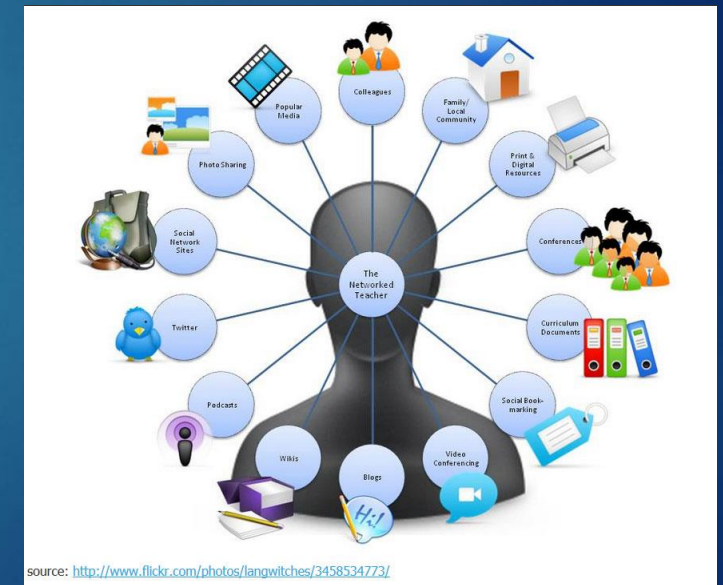 Colleagues
Family/
Local
Community
Print &
Digital
Resources
Conferences
Curriculum
Documents
Social Book-
marking
Video
Conferencing
Blogs
Wikis
Podcasts
Twitter
Social
Network
Sites
Photo Sharing
Popular
Media
The
Networked
Teacher
Hi!
source: http://www.flickr.com/photos/langwitches/3458534773/